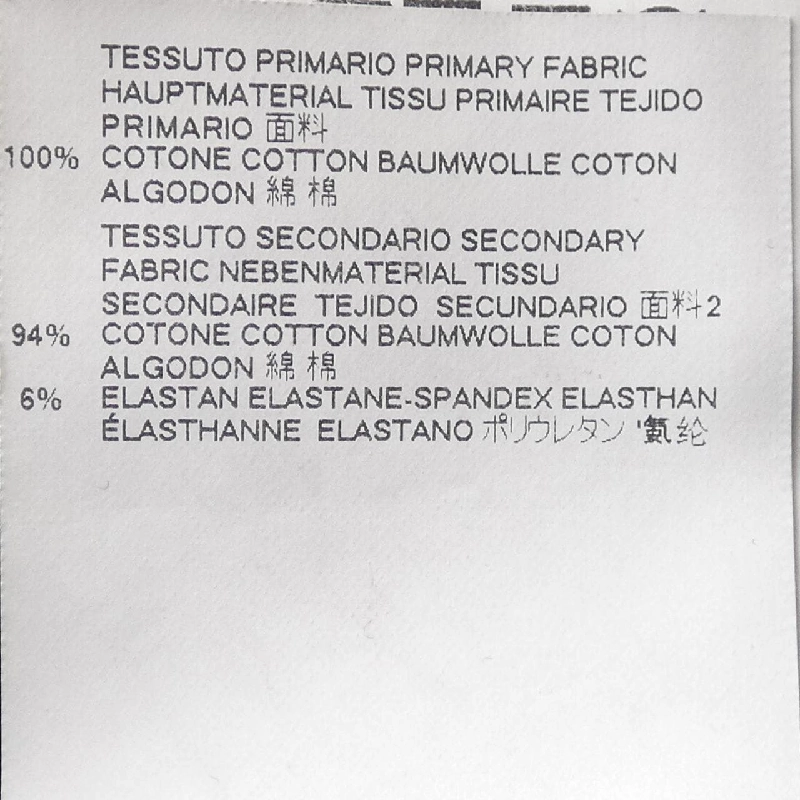 TESSUTO PRIMARIO PRIMARY FABRIC
HAUPTMATERIAL TISSU PRIMAIRE TEJIDO
PRIMARIO 面料
100% COTONE COTTON BAUMWOLLE COTON
ALGODON 綿 棉
TESSUTO SECONDARIO SECONDARY
FABRIC NEBENMATERIAL TISSU
SECONDAIRE TEJIDO SECUNDARIO 面料2
94% COTONE COTTON BAUMWOLLE COTON
ALGODON 綿 棉
6% ELASTAN ELASTANE-SPANDEX ELASTHAN
ÉLASTHANNE ELASTANO ポリウレタン '氨纶